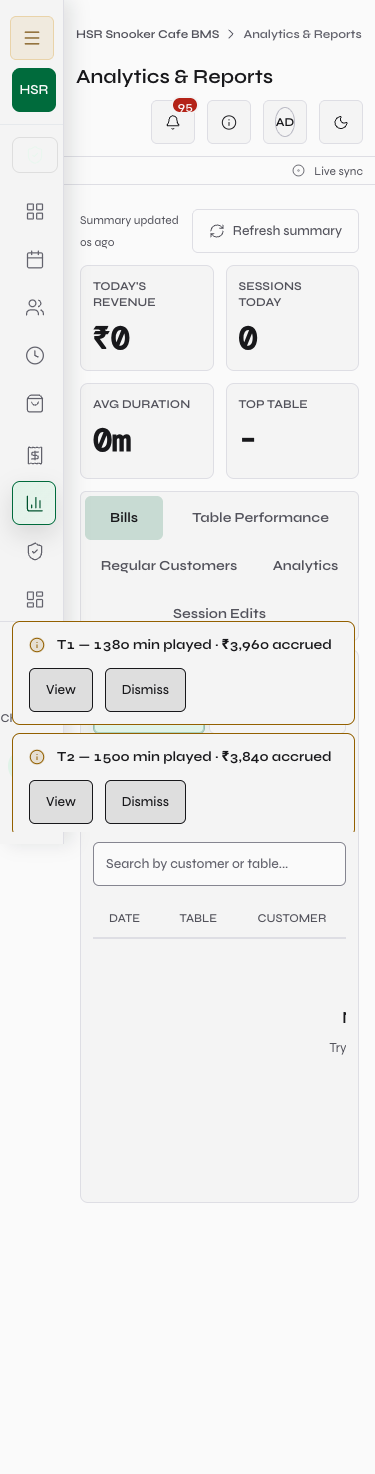 HSR Snooker Cafe BMS > Analytics & Reports
HSR
Analytics & Reports
95
AD
Live sync
Summary updated
0s ago
Refresh summary
TODAY'S
REVENUE
₹0
SESSIONS
TODAY
0
AVG DURATION
0m
TOP TABLE
-
Bills
Table Performance
Regular Customers
Analytics
Session Edits
T1 — 1380 min played · ₹3,960 accrued
View
Dismiss
T2 — 1500 min played · ₹3,840 accrued
View
Dismiss
Search by customer or table...
DATE
TABLE
CUSTOMER
Try